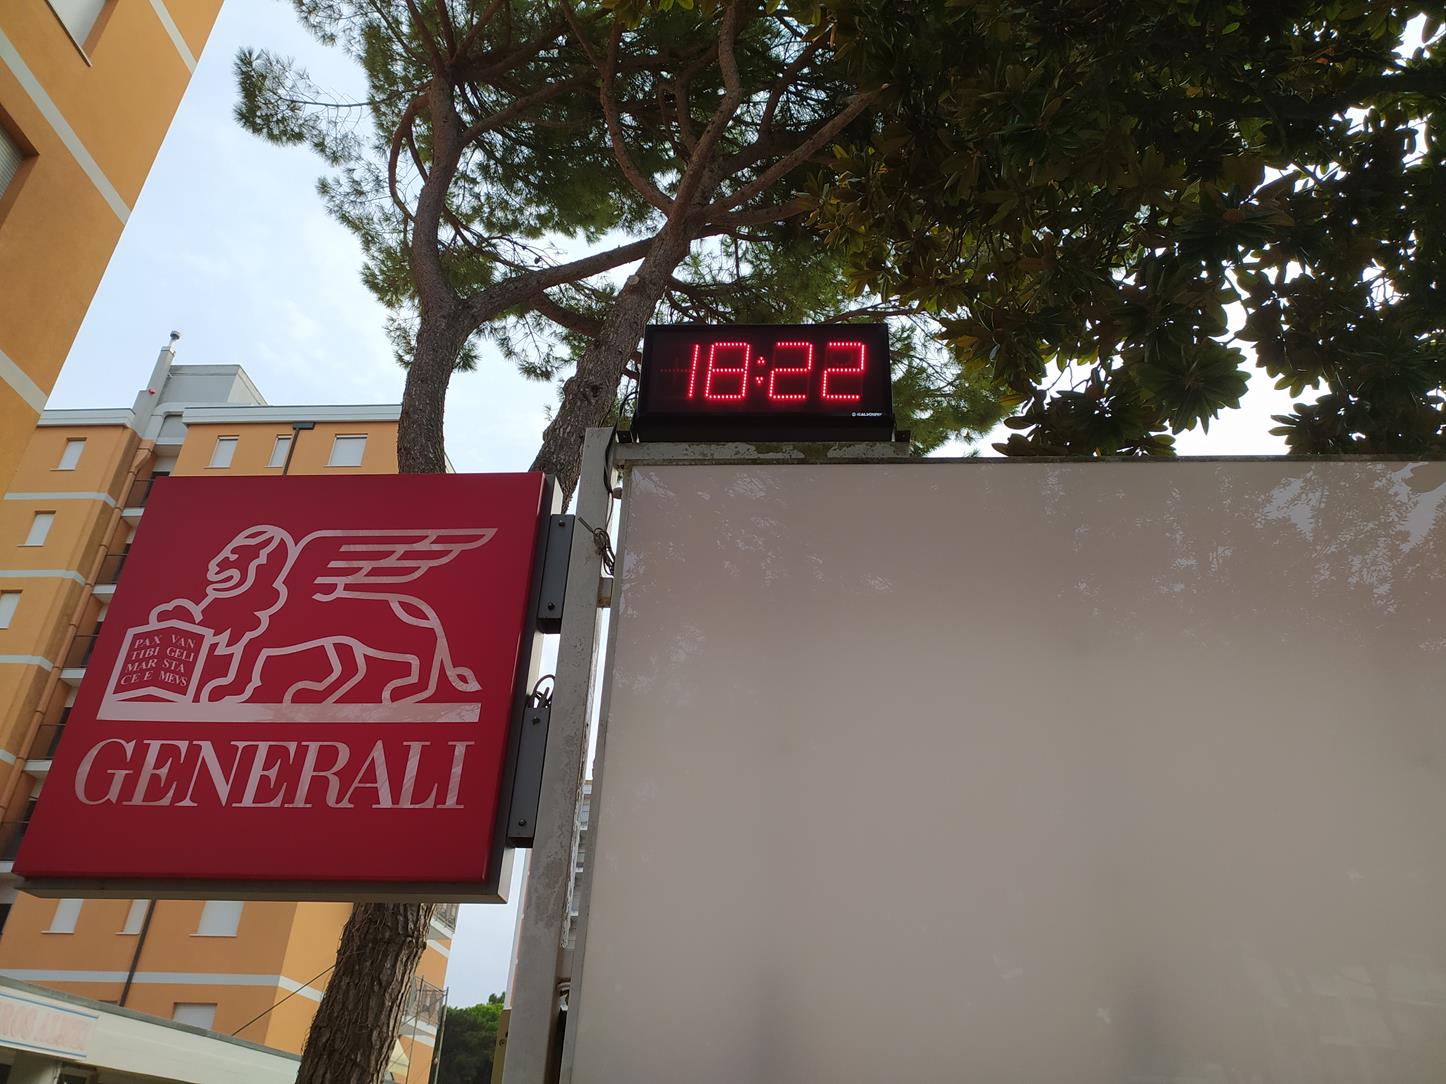 18:22
PAX VAN
TIBI GELI
MAR STA
CE E MEVS
GENERALI